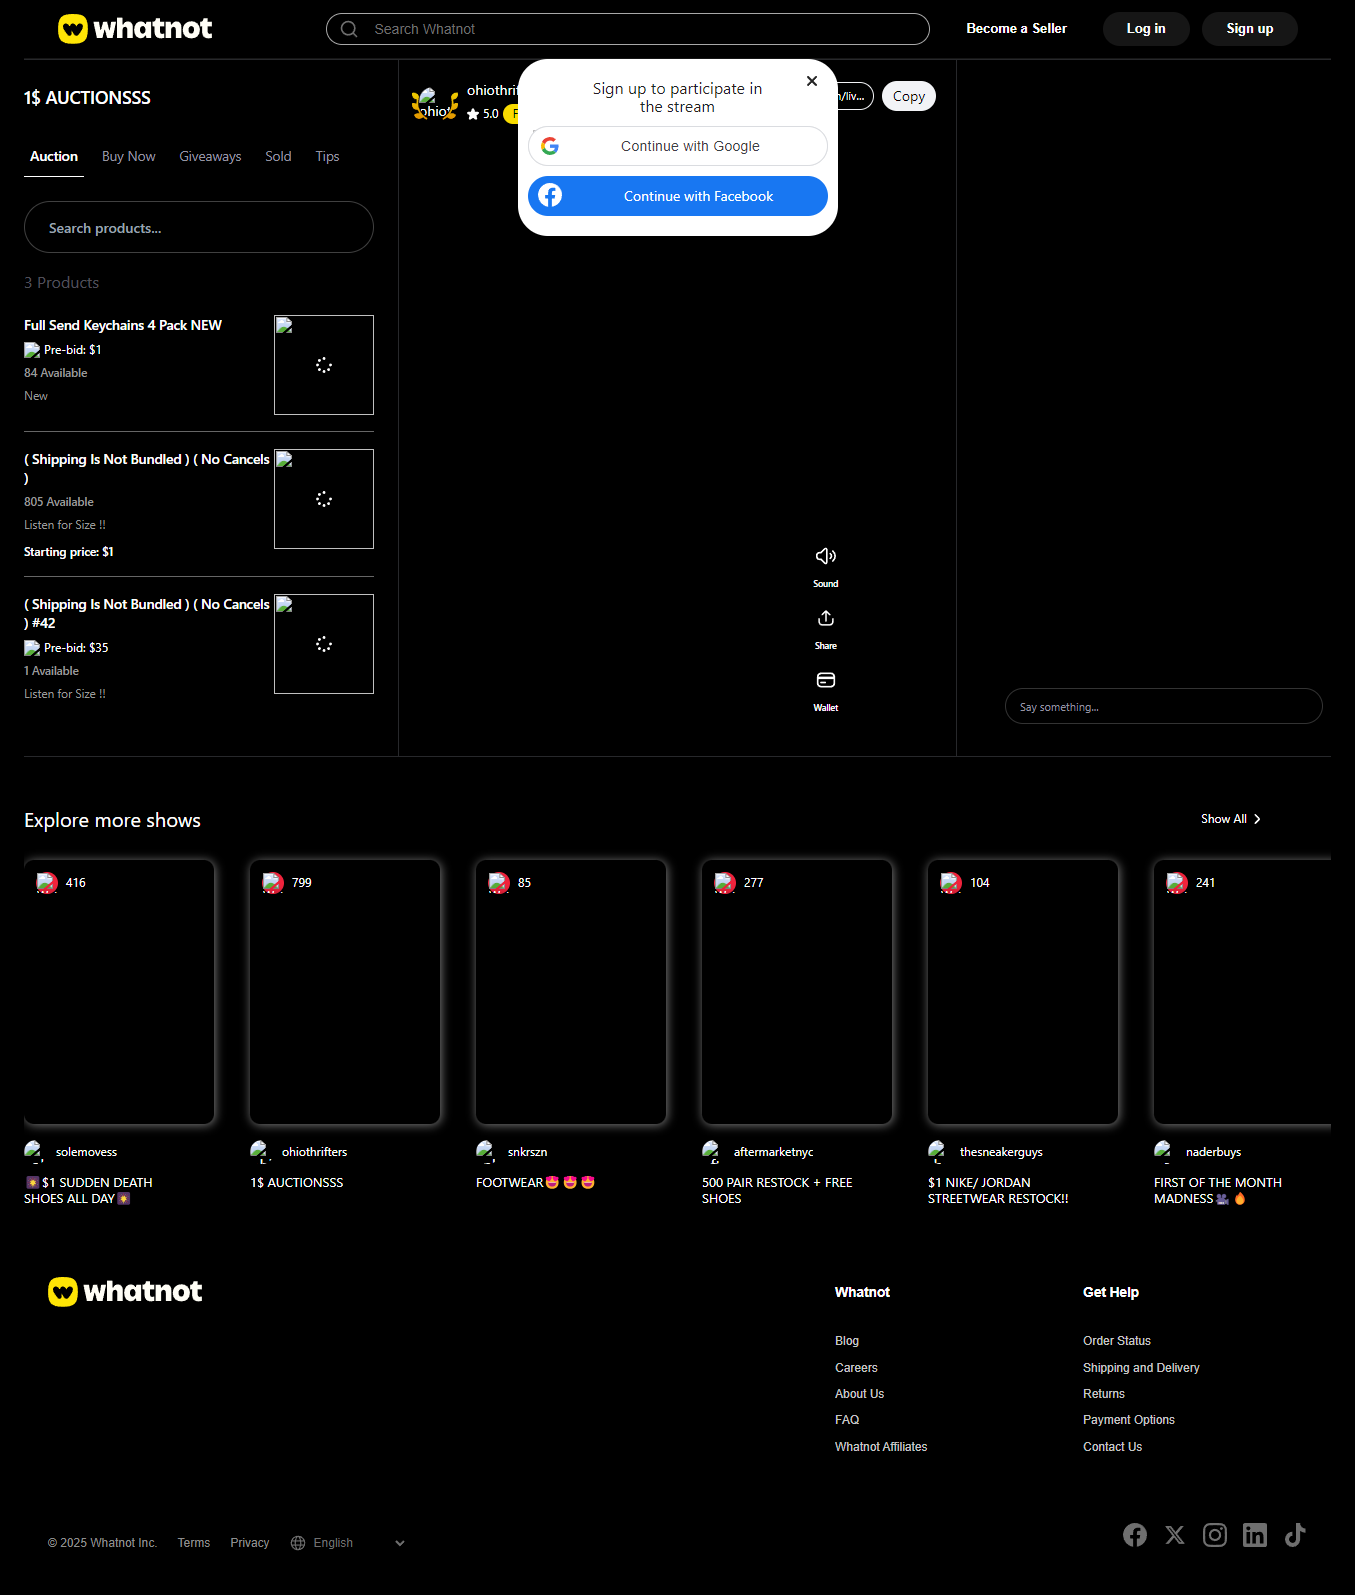 whatnot
Search Whatnot
Become a Seller
Log in
Sign up
1$ AUCTIONSSS
Auction
Buy Now
Giveaways
Sold
Tips
Search products...
3 Products
Full Send Keychains 4 Pack NEW
Pre-bid: $1
84 Available
New
( Shipping Is Not Bundled ) ( No Cancels
)
805 Available
Listen for Size !!
Starting price: $1
( Shipping Is Not Bundled ) ( No Cancels
) #42
Pre-bid: $35
1 Available
Listen for Size !!
5.0
Copy
Sign up to participate in
the stream
Continue with Google
Continue with Facebook
Sound
Share
Wallet
Say something...
Explore more shows
Show All
416
799
85
277
104
241
solemovess
ohiothrifters
snkrszn
aftermarketnyc
thesneakerguys
naderbuys
🎇$1 SUDDEN DEATH
SHOES ALL DAY🎇
1$ AUCTIONSSS
FOOTWEAR🤩🤩🤩
500 PAIR RESTOCK + FREE
SHOES
$1 NIKE/ JORDAN
STREETWEAR RESTOCK!!
FIRST OF THE MONTH
MADNESS🎥🔥
whatnot
Whatnot
Blog
Careers
About Us
FAQ
Whatnot Affiliates
Get Help
Order Status
Shipping and Delivery
Returns
Payment Options
Contact Us
© 2025 Whatnot Inc.
Terms
Privacy
English